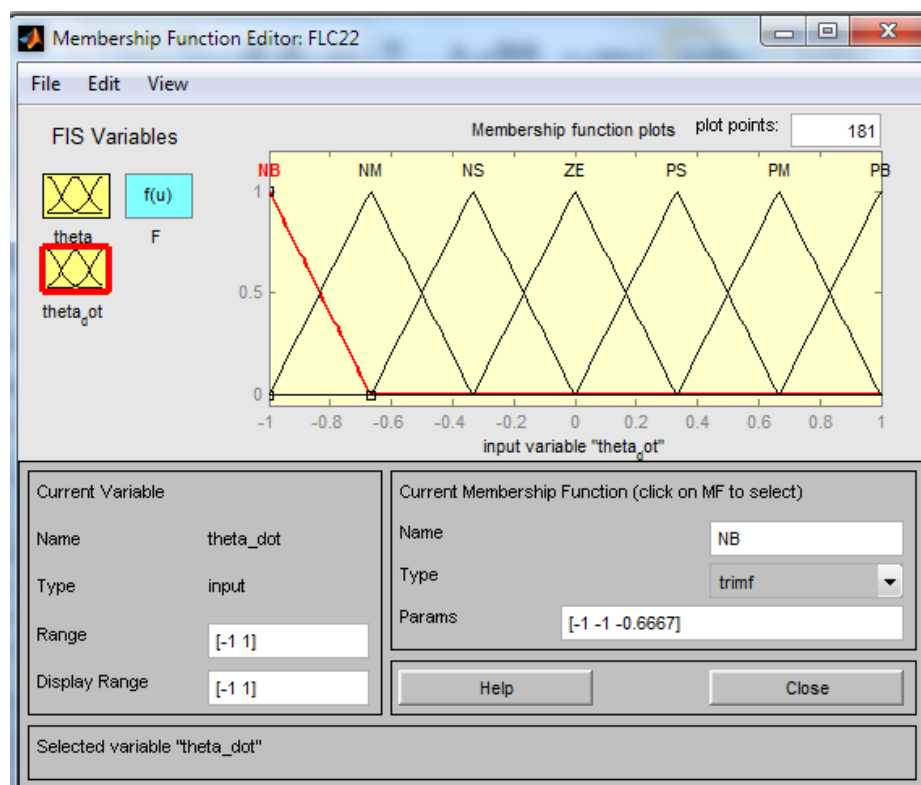 Membership Function Editor: FLC22
File Edit View
FIS Variables
Membership function plots plot points: 181
f(u)
theta F
theta_dot
NB NM NS ZE PS PM PB
1
0.5
0
-1 -0.8 -0.6 -0.4 -0.2 0 0.2 0.4 0.6 0.8 1
input variable "theta_dot"
Current Variable
Name theta_dot
Type input
Range [-1 1]
Display Range [-1 1]
Current Membership Function (click on MF to select)
Name NB
Type trimf
Params [-1 -1 -0.6667]
Help Close
Selected variable "theta_dot"